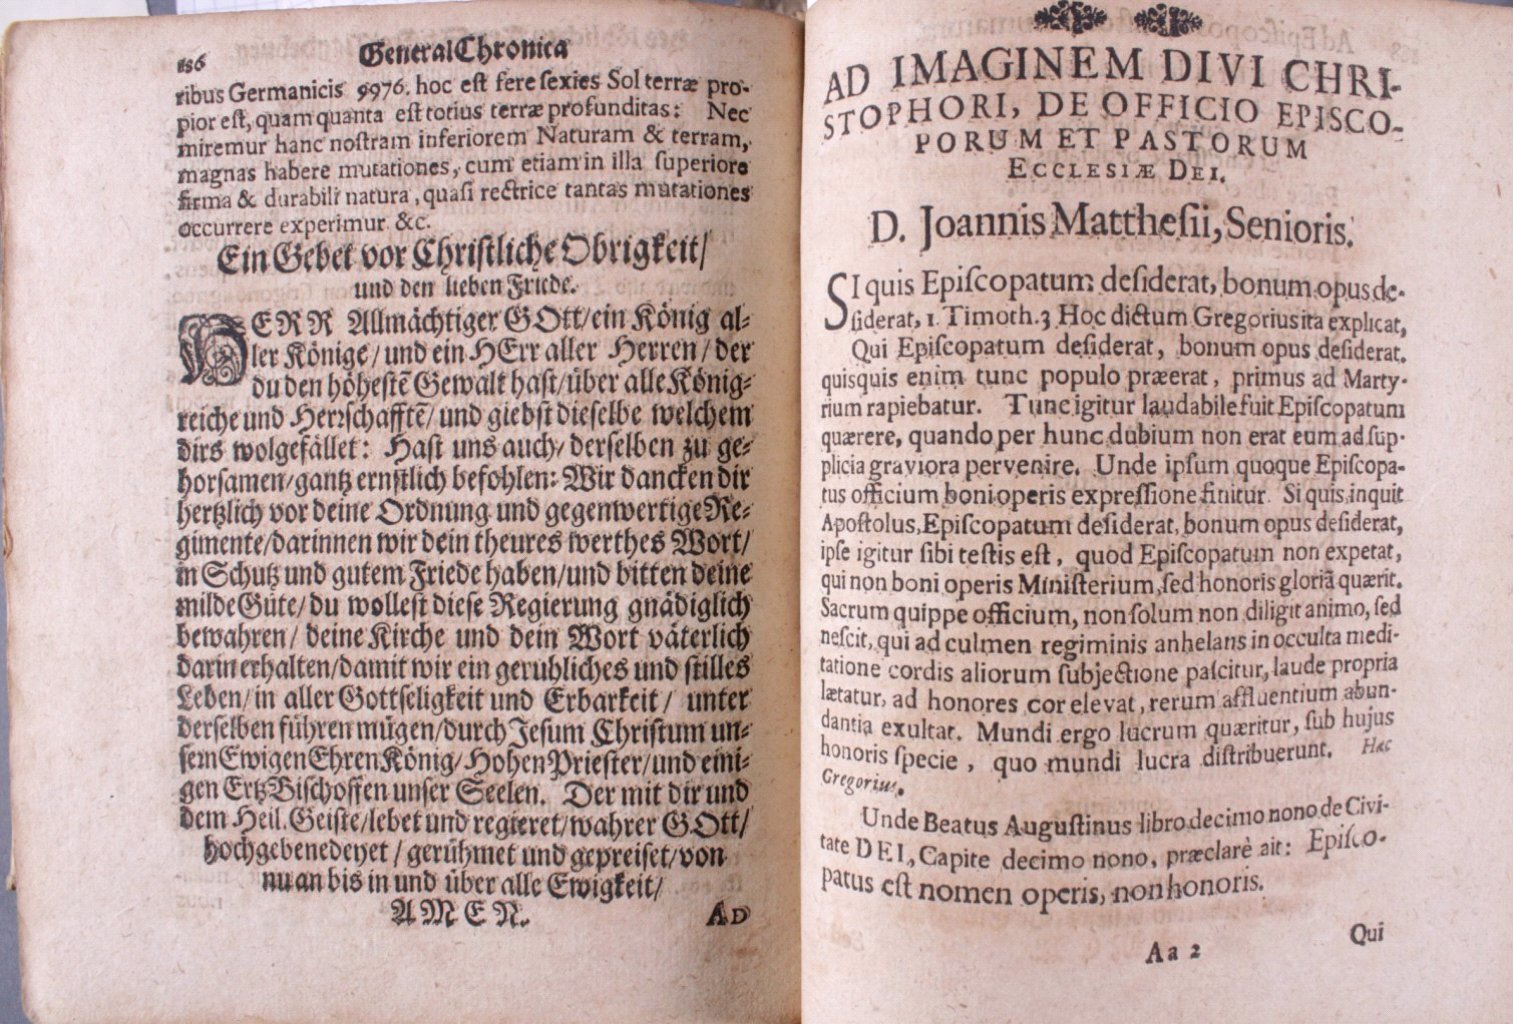 186
General Chronica
ribus Germanicis 9976. hoc eſt fere ſexies Sol terræ pro-
pior eſt, quam quanta eſt totius terræ profunditas: Nec
miremur hanc noſtram inferiorem Naturam & terram,
magnas habere mutationes, cum etiam in illa ſuperiore
firma & durabili natura, quaſi rectrice tantas mutationes
occurrere experimur &c.
Ein Gebet vor Chriſtliche Obrigkeit/
und den lieben Friede.
HERR Allmächtiger GOtt/ein König al-
ler Könige/und ein HErr aller Herren/der
du den höheſtẽ Gewalt haſt/über alle König-
reiche und Herrſchafftẽ/und giebſt dieſelbe welchem
dirs wolgefället: Haſt uns auch/derſelben zu ge-
horſamen/gantz ernſtlich befohlen: Wir dancken dir
hertzlich vor deine Ordnung und gegenwertige Re-
gimente/darinnen wir dein theures werthes Wort/
in Schutz und gutem Friede haben/und bitten deine
milde Güte/du wolleſt dieſe Regierung gnädiglich
bewahren/deine Kirche und dein Wort väterlich
darin erhalten/damit wir ein geruhliches und ſtilles
Leben/in aller Gottſeligkeit und Erbarkeit/unter
derſelben führen mügen/durch Jeſum Chriſtum un-
ſem Ewigen EhrenKönig/HohenPrieſter/und eini-
gen ErtzBiſchoffen unſer Seelen. Der mit dir und
dem Heil. Geiſte/lebet und regieret/wahrer GOtt/
hochgebenedeyet/gerühmet und gepreiſet/von
nu an bis in und über alle Ewigkeit/
AMEN.
AD
AD IMAGINEM DIVI CHRI-
STOPHORI, DE OFFICIO EPISCO-
PORUM ET PASTORUM
ECCLESIÆ DEI.
D. Joannis Mattheſii, Senioris.
SI quis Epiſcopatum deſiderat, bonum opus de-
ſiderat, 1. Timoth. 3 Hoc dictum Gregorius ita explicat,
Qui Epiſcopatum deſiderat, bonum opus deſiderat.
quisquis enim tunc populo præerat, primus ad Marty-
rium rapiebatur. Tunc igitur laudabile fuit Epiſcopatum
quærere, quando per hunc dubium non erat eum ad ſup-
plicia graviora pervenire. Unde ipſum quoque Epiſcopa-
tus officium boni operis expreſſione finitur. Si quis, inquit
Apoſtolus, Epiſcopatum deſiderat, bonum opus deſiderat,
ipſe igitur ſibi teſtis eſt, quod Epiſcopatum non expetat,
qui non boni operis Miniſterium, ſed honoris gloriã quærit.
Sacrum quippe officium, non ſolum non diligit animo, ſed
neſcit, qui ad culmen regiminis anhelans in occulta medi-
tatione cordis aliorum ſubjectione paſcitur, laude propria
lætatur, ad honores cor elevat, rerum affluentium abun-
dantia exultat. Mundi ergo lucrum quæritur, ſub hujus
honoris ſpecie, quo mundi lucra diſtribuerunt. Hæc
Gregorius.
Unde Beatus Auguſtinus libro decimo nono de Civi-
tate DEI, Capite decimo nono, præclarè ait: Epiſco-
patus eſt nomen operis, non honoris.
Aa 2
Qui